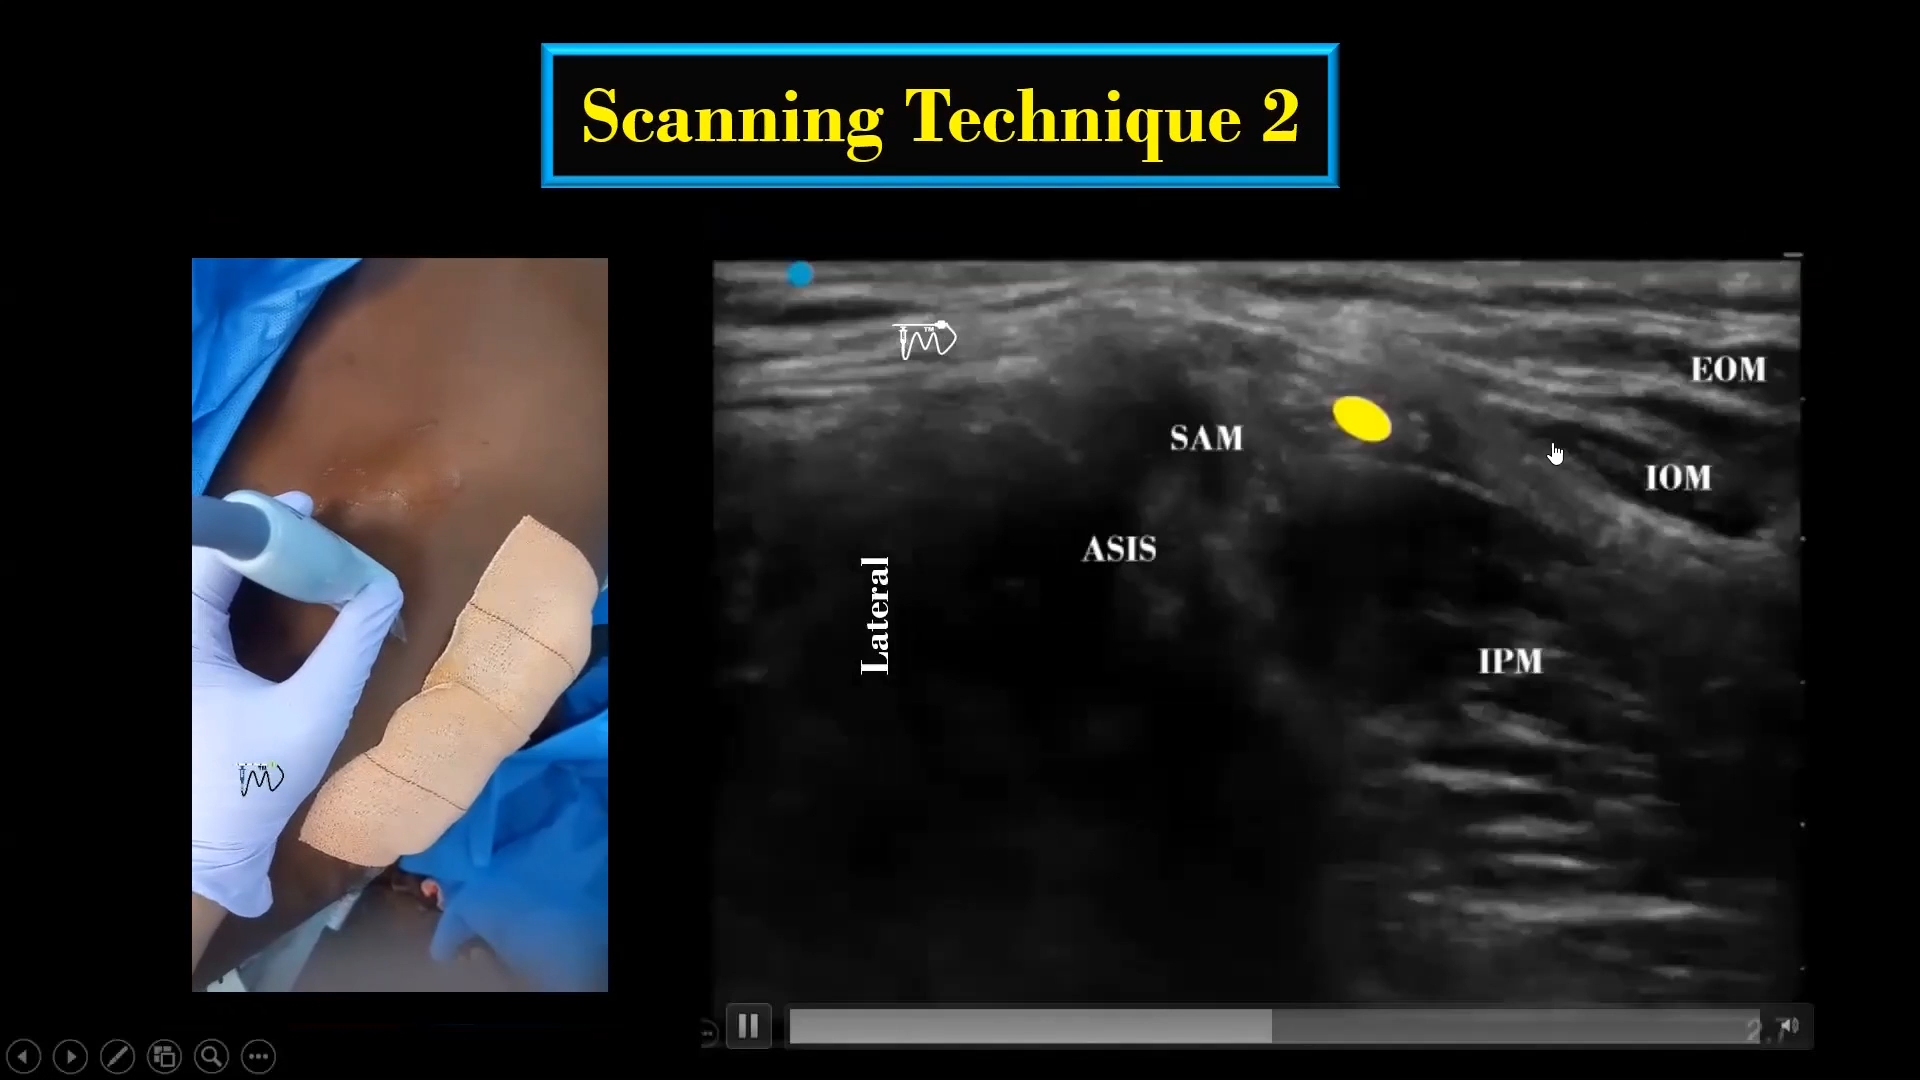 Scanning Technique 2
EOM
SAM
IOM
ASIS
Lateral
IPM